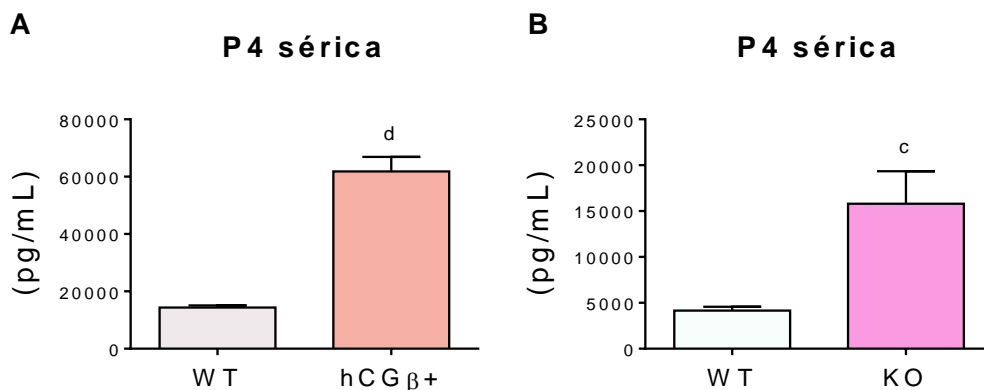 A
P4 sérica
(pg/mL)
80000
60000
40000
20000
0
d
WT
hCGβ+
B
P4 sérica
(pg/mL)
25000
20000
15000
10000
5000
0
c
WT
KO